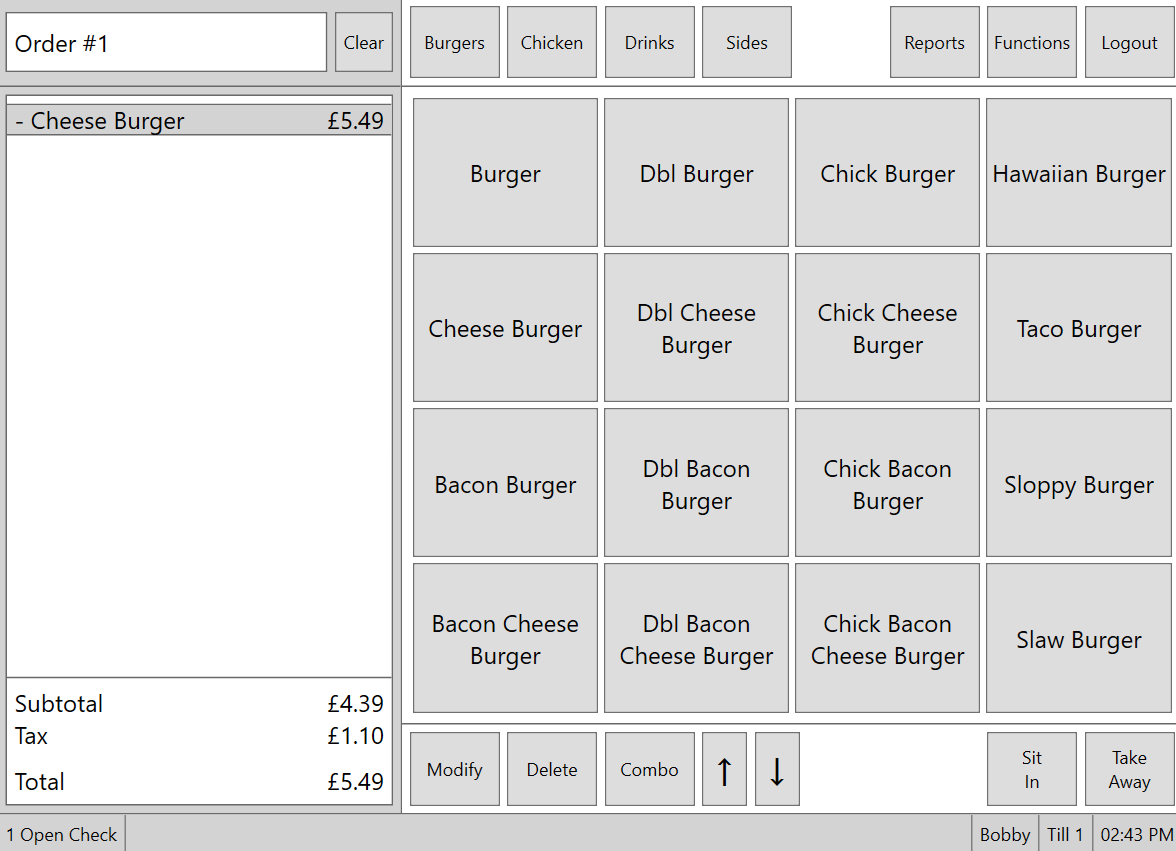 Order #1
Clear
Burgers
Chicken
Drinks
Sides
Reports
Functions
Logout
- Cheese Burger £5.49
Subtotal £4.39
Tax £1.10
Total £5.49
Burger
Dbl Burger
Chick Burger
Hawaiian Burger
Cheese Burger
Dbl Cheese
Burger
Chick Cheese
Burger
Taco Burger
Bacon Burger
Dbl Bacon
Burger
Chick Bacon
Burger
Sloppy Burger
Bacon Cheese
Burger
Dbl Bacon
Cheese Burger
Chick Bacon
Cheese Burger
Slaw Burger
Modify
Delete
Combo
↑
↓
Sit
In
Take
Away
1 Open Check
Bobby
Till 1
02:43 PM